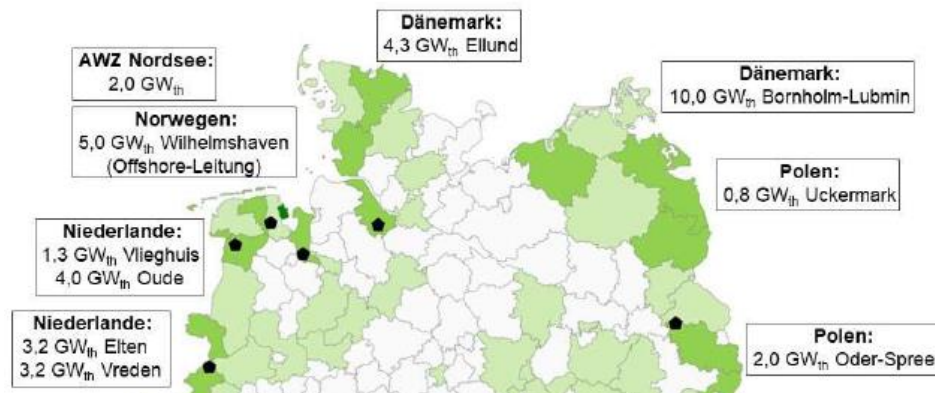 Dänemark:
4,3 GWth Ellund
AWZ Nordsee:
2,0 GWth
Dänemark:
10,0 GWth Bornholm-Lubmin
Norwegen:
5,0 GWth Wilhelmshaven
(Offshore-Leitung)
Polen:
0,8 GWth Uckermark
Niederlande:
1,3 GWth Vlieghuis
4,0 GWth Oude
Niederlande:
3,2 GWth Elten
3,2 GWth Vreden
Polen:
2,0 GWth Oder-Spree